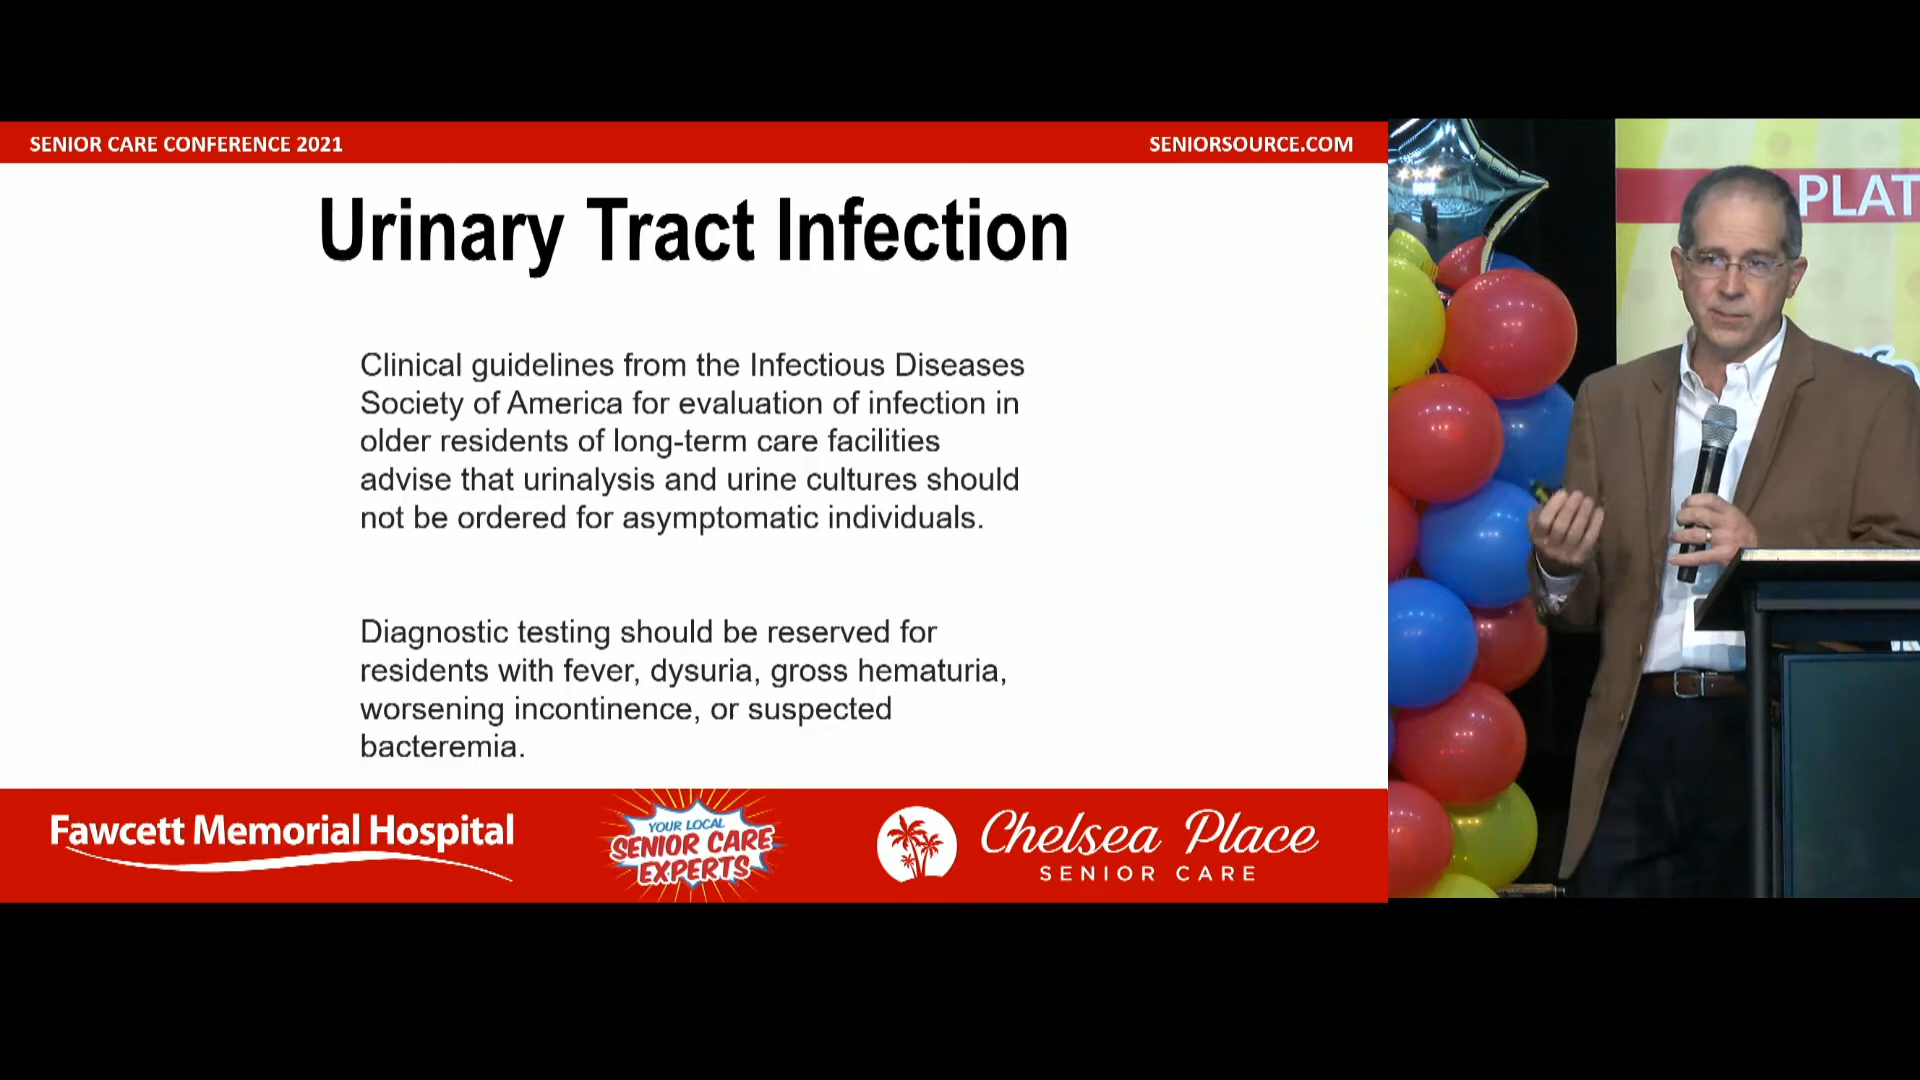 SENIOR CARE CONFERENCE 2021
SENIORSOURCE.COM
Urinary Tract Infection
Clinical guidelines from the Infectious Diseases
Society of America for evaluation of infection in
older residents of long-term care facilities
advise that urinalysis and urine cultures should
not be ordered for asymptomatic individuals.
Diagnostic testing should be reserved for
residents with fever, dysuria, gross hematuria,
worsening incontinence, or suspected
bacteremia.
Fawcett Memorial Hospital
YOUR LOCAL
SENIOR CARE
EXPERTS
Chelsea Place
SENIOR CARE
PLAT